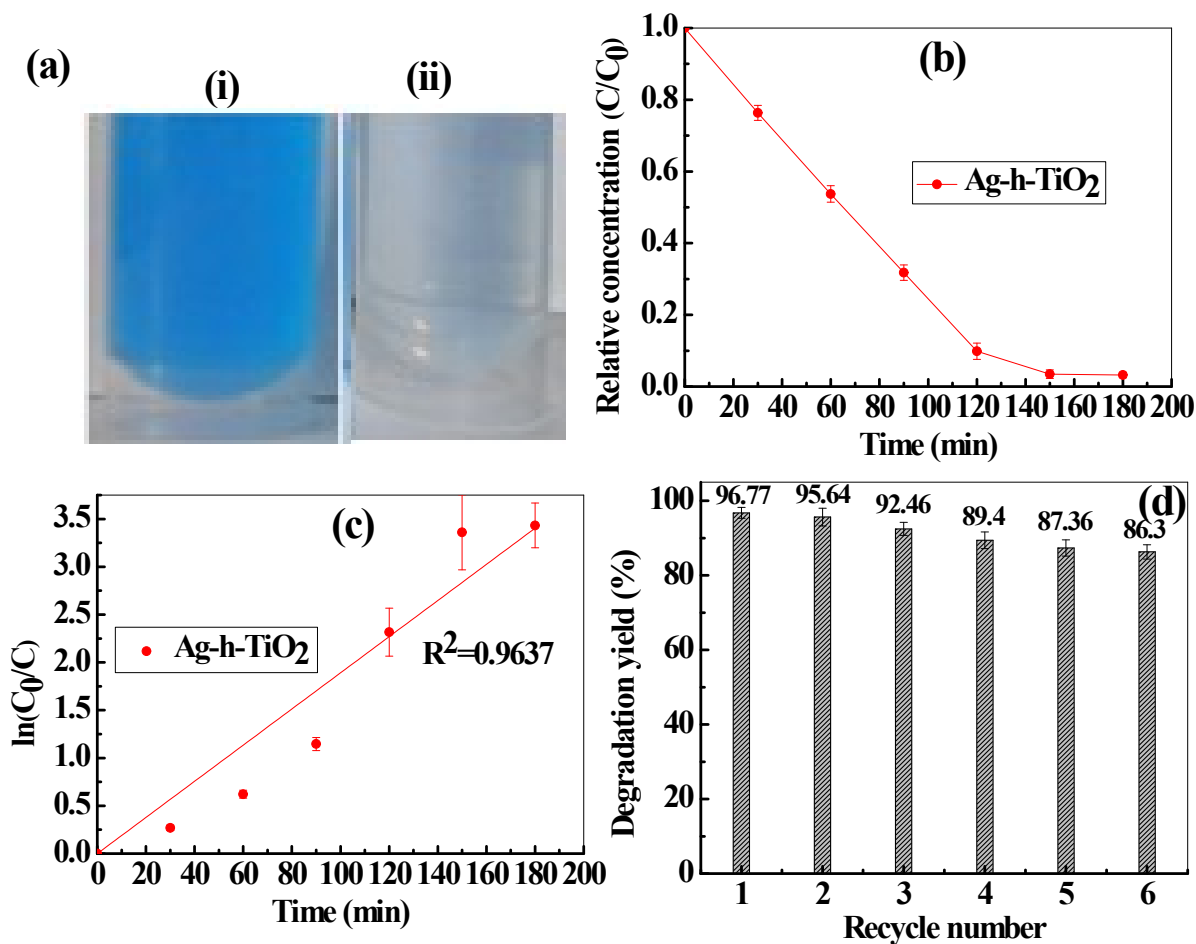 (a)
(i)
(ii)
(b)
Relative concentration (C/C0)
1.0
0.8
0.6
0.4
0.2
0.0
Ag-h-TiO2
0 20 40 60 80 100 120 140 160 180 200
Time (min)
(c)
ln(C0/C)
3.5
3.0
2.5
2.0
1.5
1.0
0.5
0.0
Ag-h-TiO2
R2=0.9637
0 20 40 60 80 100 120 140 160 180 200
Time (min)
(d)
Degradation yield (%)
100
80
60
40
20
0
96.77 95.64 92.46 89.4 87.36 86.3
1 2 3 4 5 6
Recycle number